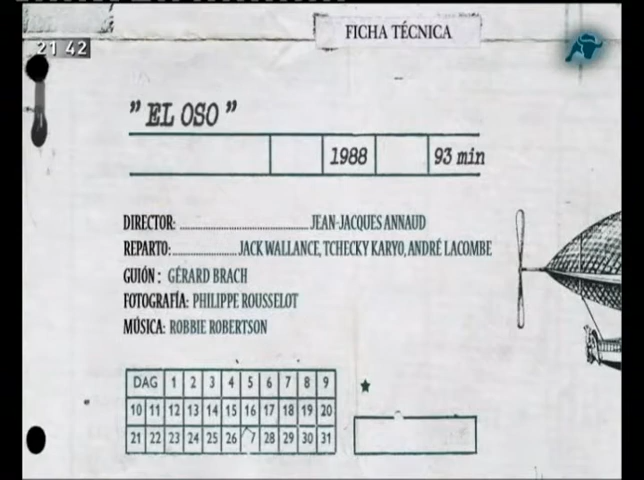 21 42
FICHA TÉCNICA
" EL OSO "
1988 93 min
DIRECTOR: ................................................ JEAN-JACQUES ANNAUD
REPARTO:........................ JACK WALLANCE, TCHECKY KARYO, ANDRÉ LACOMBE
GUIÓN : GÉRARD BRACH
FOTOGRAFÍA: PHILIPPE ROUSSELOT
MÚSICA: ROBBIE ROBERTSON
DAG 1 2 3 4 5 6 7 8 9
10 11 12 13 14 15 16 17 18 19 20
21 22 23 24 25 26 7 28 29 30 31